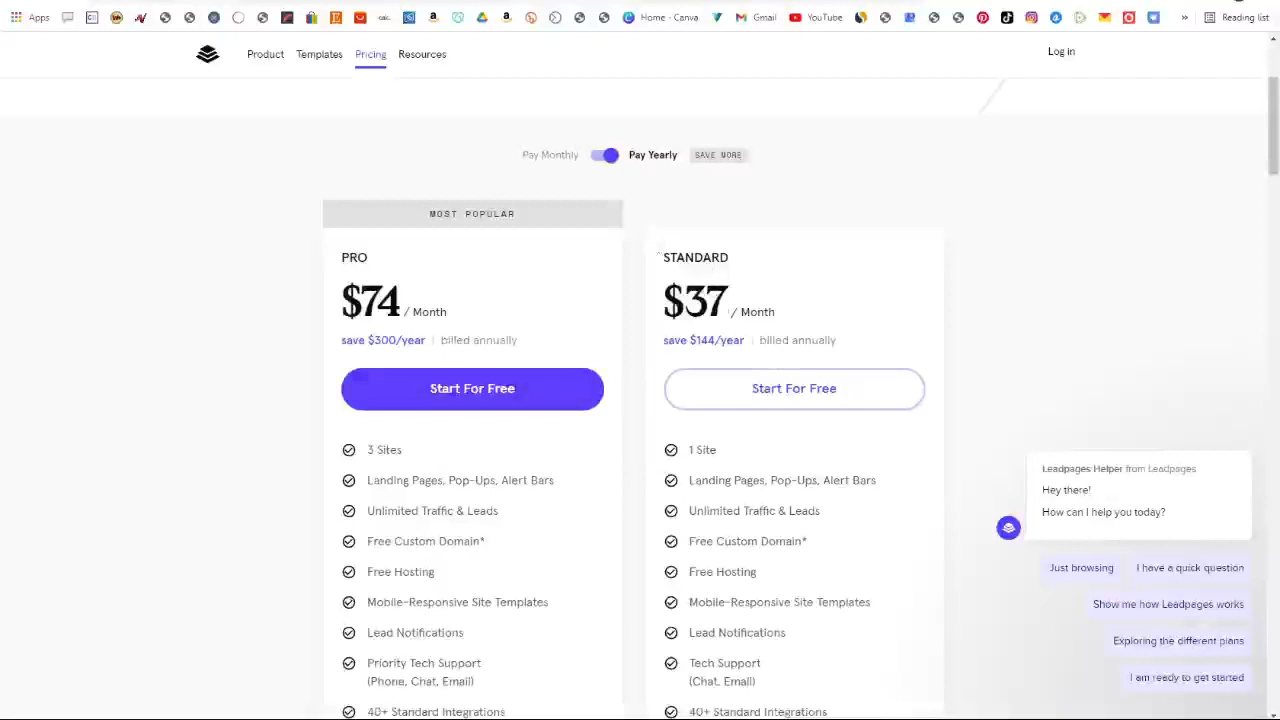 Apps
Home - Canva
Gmail
YouTube
Reading list
Product
Templates
Pricing
Resources
Log in
Pay Monthly
Pay Yearly
SAVE MORE
MOST POPULAR
PRO
$74 / Month
save $300/year | billed annually
Start For Free
3 Sites
Landing Pages, Pop-Ups, Alert Bars
Unlimited Traffic & Leads
Free Custom Domain*
Free Hosting
Mobile-Responsive Site Templates
Lead Notifications
Priority Tech Support
(Phone, Chat, Email)
40+ Standard Integrations
STANDARD
$37 / Month
save $144/year | billed annually
Start For Free
1 Site
Landing Pages, Pop-Ups, Alert Bars
Unlimited Traffic & Leads
Free Custom Domain*
Free Hosting
Mobile-Responsive Site Templates
Lead Notifications
Tech Support
(Chat, Email)
40+ Standard Integrations
Leadpages Helper from Leadpages
Hey there!
How can I help you today?
Just browsing
I have a quick question
Show me how Leadpages works
Exploring the different plans
I am ready to get started